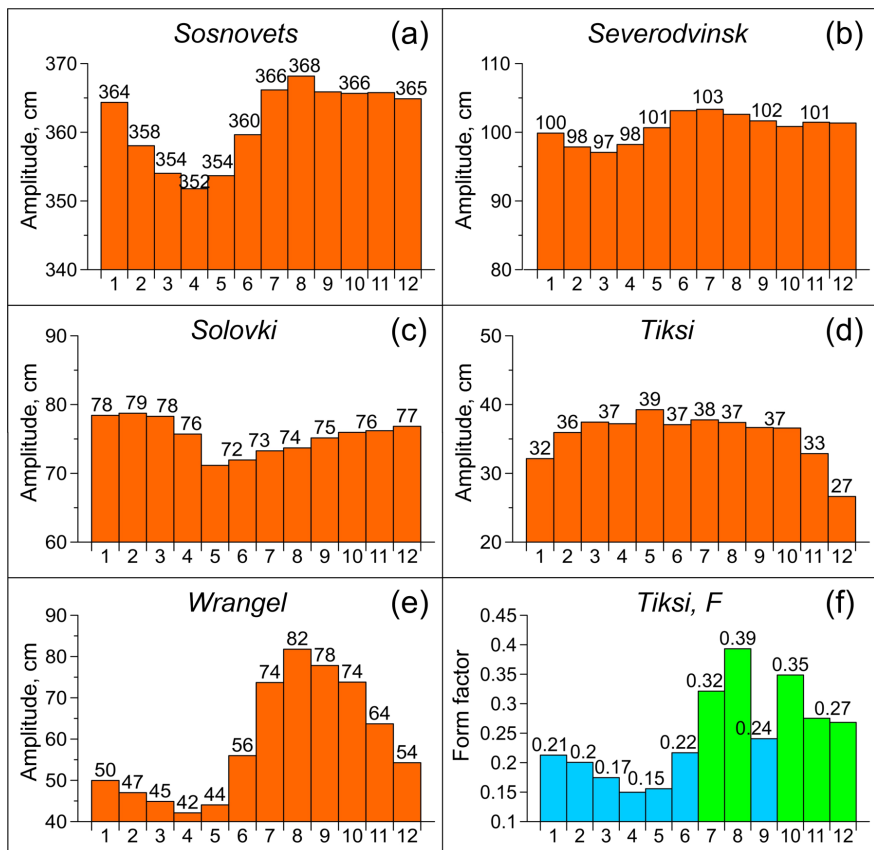 Sosnovets (a)
Amplitude, cm
370
360
350
340
364 358 354 352 354 360 366 368 366 365
1 2 3 4 5 6 7 8 9 10 11 12
Severodvinsk (b)
Amplitude, cm
110
100
90
80
100 98 97 98 101 103 102 101
1 2 3 4 5 6 7 8 9 10 11 12
Solovki (c)
Amplitude, cm
90
80
70
60
78 79 78 76 72 73 74 75 76 77
1 2 3 4 5 6 7 8 9 10 11 12
Tiksi (d)
Amplitude, cm
50
40
30
20
32 36 37 39 37 38 37 37 33 27
1 2 3 4 5 6 7 8 9 10 11 12
Wrangel (e)
Amplitude, cm
90
80
70
60
50
40
50 47 45 42 44 56 74 82 78 74 64 54
1 2 3 4 5 6 7 8 9 10 11 12
Tiksi, F (f)
Form factor
0.45
0.4
0.35
0.3
0.25
0.2
0.15
0.1
0.21 0.2 0.17 0.15 0.22 0.32 0.39 0.24 0.35 0.27
1 2 3 4 5 6 7 8 9 10 11 12